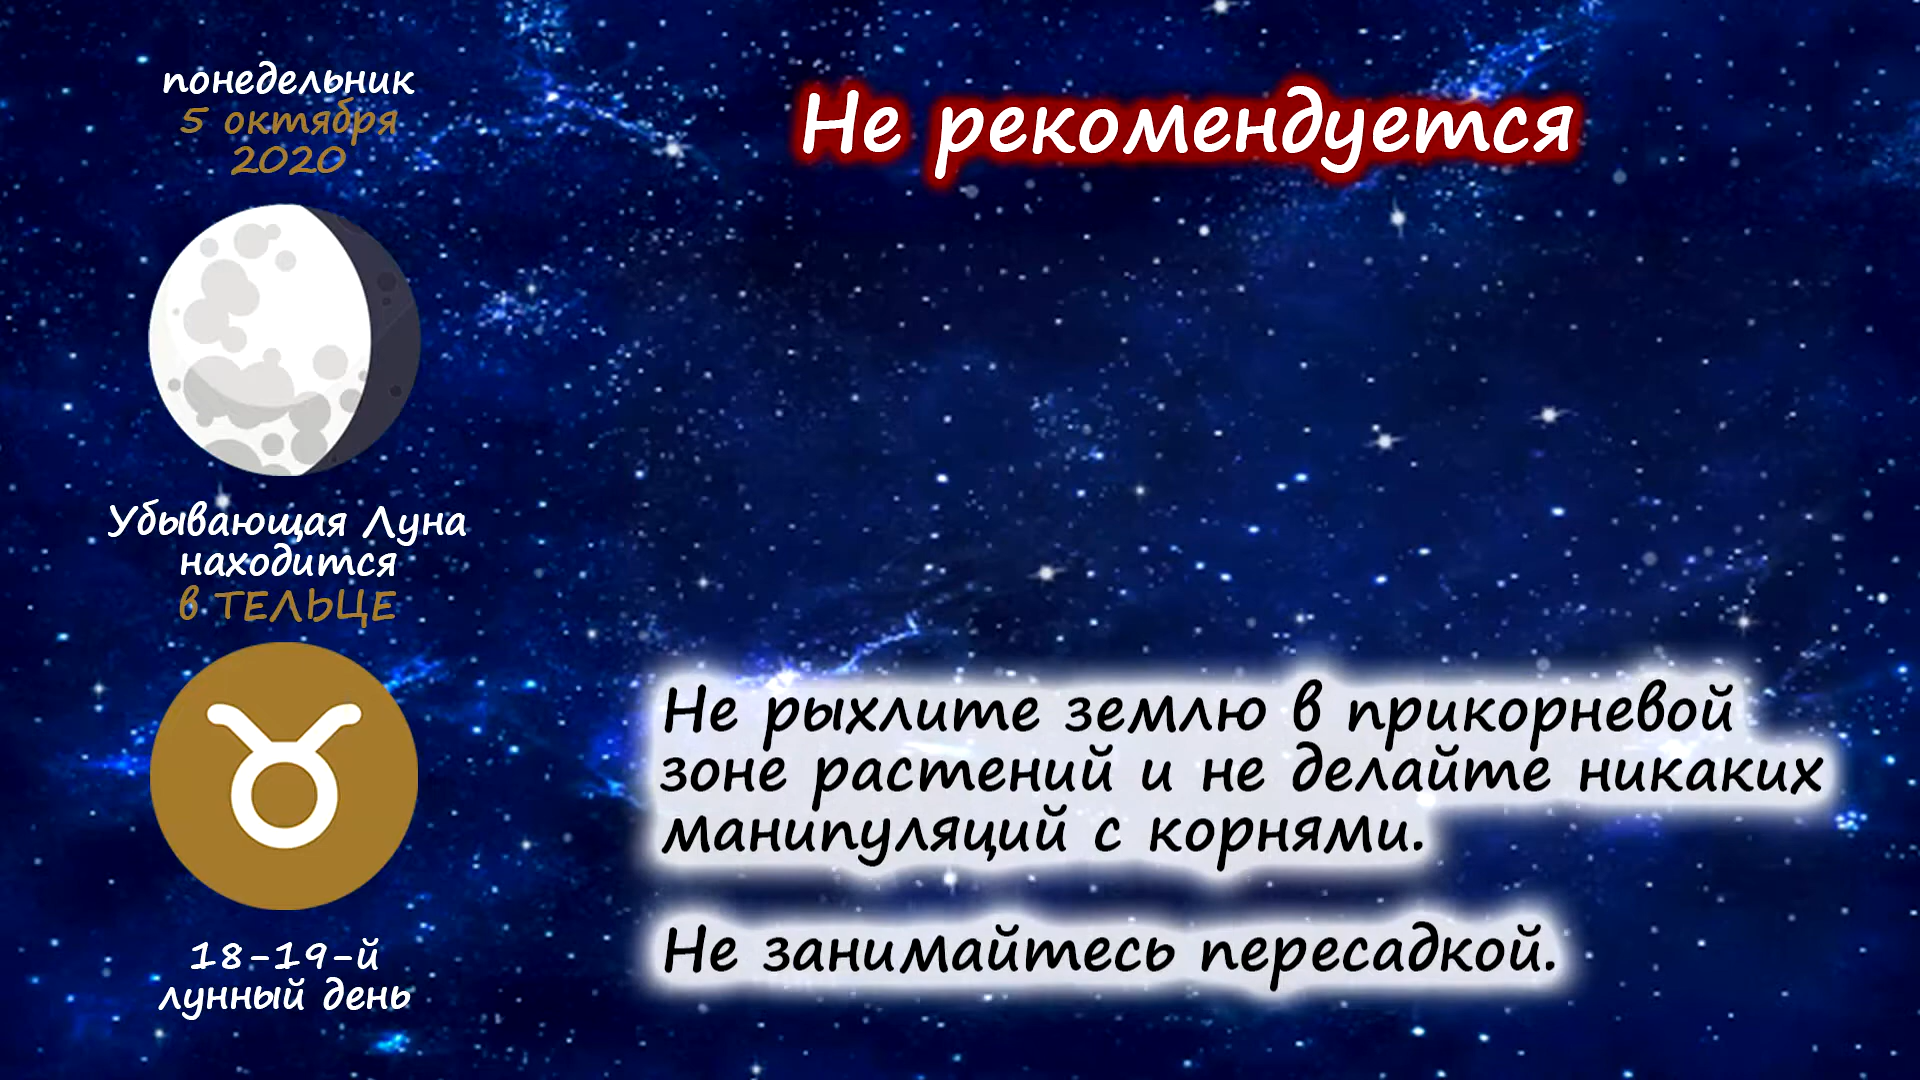 понедельник
5 октября
2020
Убывающая Луна
находится
в ТЕЛЬЦЕ
18-19-й
лунный день
Не рекомендуется
Не рыхлите землю в прикорневой
зоне растений и не делайте никаких
манипуляций с корнями.
Не занимайтесь пересадкой.